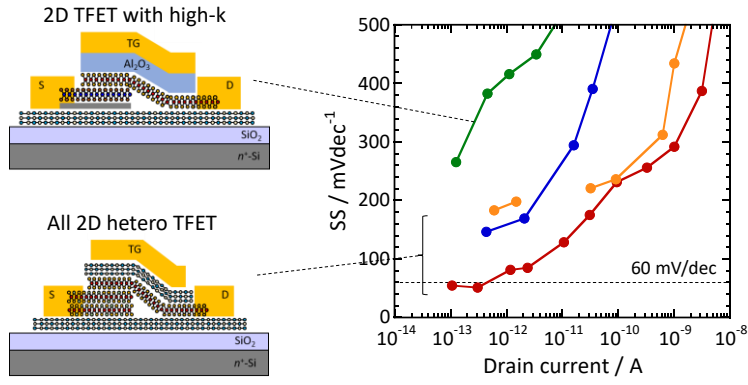 2D TFET with high-k
TG
Al₂O₃
S
D
SiO₂
n⁺-Si
All 2D hetero TFET
TG
S
D
SiO₂
n⁺-Si
SS / mVdec⁻¹
500
400
300
200
100
0
60 mV/dec
10⁻¹⁴ 10⁻¹³ 10⁻¹² 10⁻¹¹ 10⁻¹⁰ 10⁻⁹ 10⁻⁸
Drain current / A